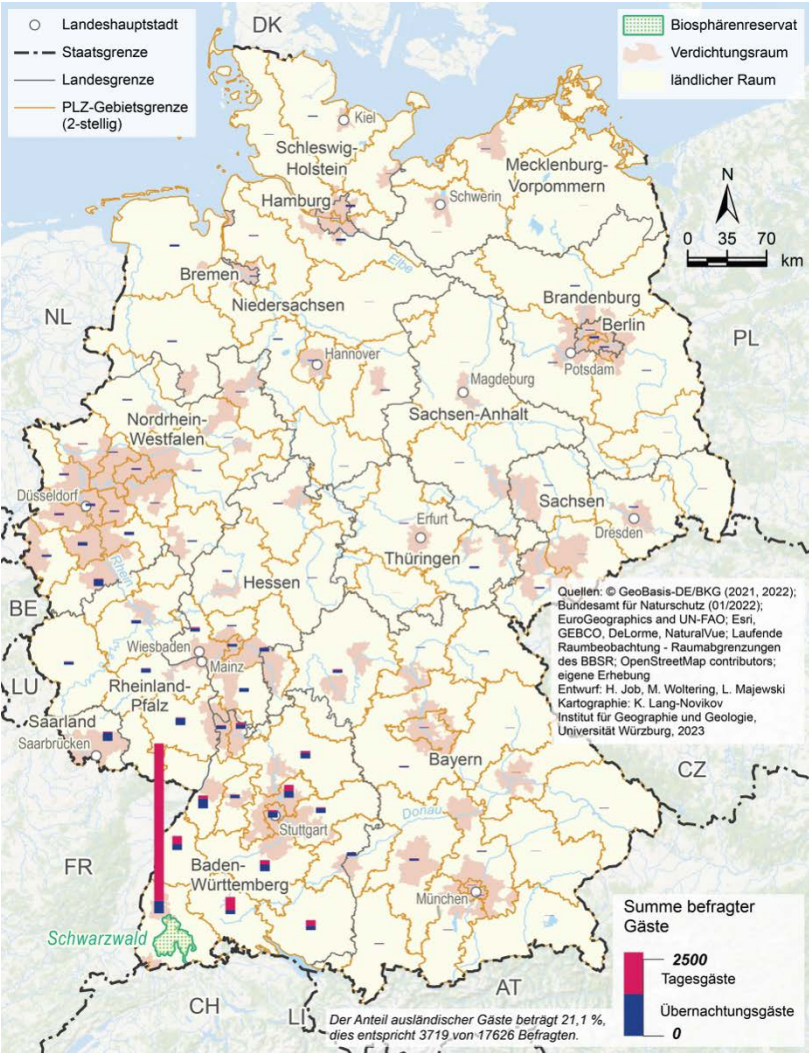 Landeshauptstadt
Staatsgrenze
Landesgrenze
PLZ-Gebietsgrenze
(2-stellig)
DK
Biosphärenreservat
Verdichtungsraum
ländlicher Raum
Kiel
Schleswig-
Holstein
Mecklenburg-
Vorpommern
Hamburg
Schwerin
N
0 35 70
km
Elbe
Bremen
Niedersachsen
Brandenburg
Berlin
NL
PL
Hannover
Potsdam
Magdeburg
Sachsen-Anhalt
Nordrhein-
Westfalen
Düsseldorf
Sachsen
Erfurt
Dresden
Thüringen
Rhein
Hessen
BE
Quellen: © GeoBasis-DE/BKG (2021, 2022);
Bundesamt für Naturschutz (01/2022);
EuroGeographics and UN-FAO; Esri,
GEBCO, DeLorme, NaturalVue; Laufende
Raumbeobachtung - Raumabgrenzungen
des BBSR; OpenStreetMap contributors;
eigene Erhebung
Entwurf: H. Job, M. Woltering, L. Majewski
Kartographie: K. Lang-Novikov
Institut für Geographie und Geologie,
Universität Würzburg, 2023
Wiesbaden
Mainz
LU
Rheinland-
Pfalz
Saarland
Saarbrücken
Bayern
CZ
Donau
Stuttgart
FR
Baden-
Württemberg
München
Schwarzwald
Summe befragter
Gäste
2500
Tagesgäste
Übernachtungsgäste
0
CH
LI
AT
Der Anteil ausländischer Gäste beträgt 21,1 %,
dies entspricht 3719 von 17626 Befragten.